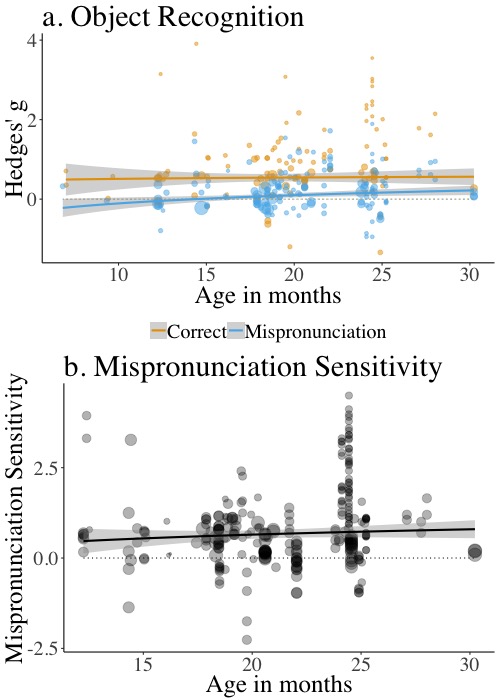 a. Object Recognition
Hedges' g
4
2
0
10 15 20 25 30
Age in months
Correct Mispronunciation
b. Mispronunciation Sensitivity
Mispronunciation Sensitivity
2.5
0.0
-2.5
15 20 25 30
Age in months